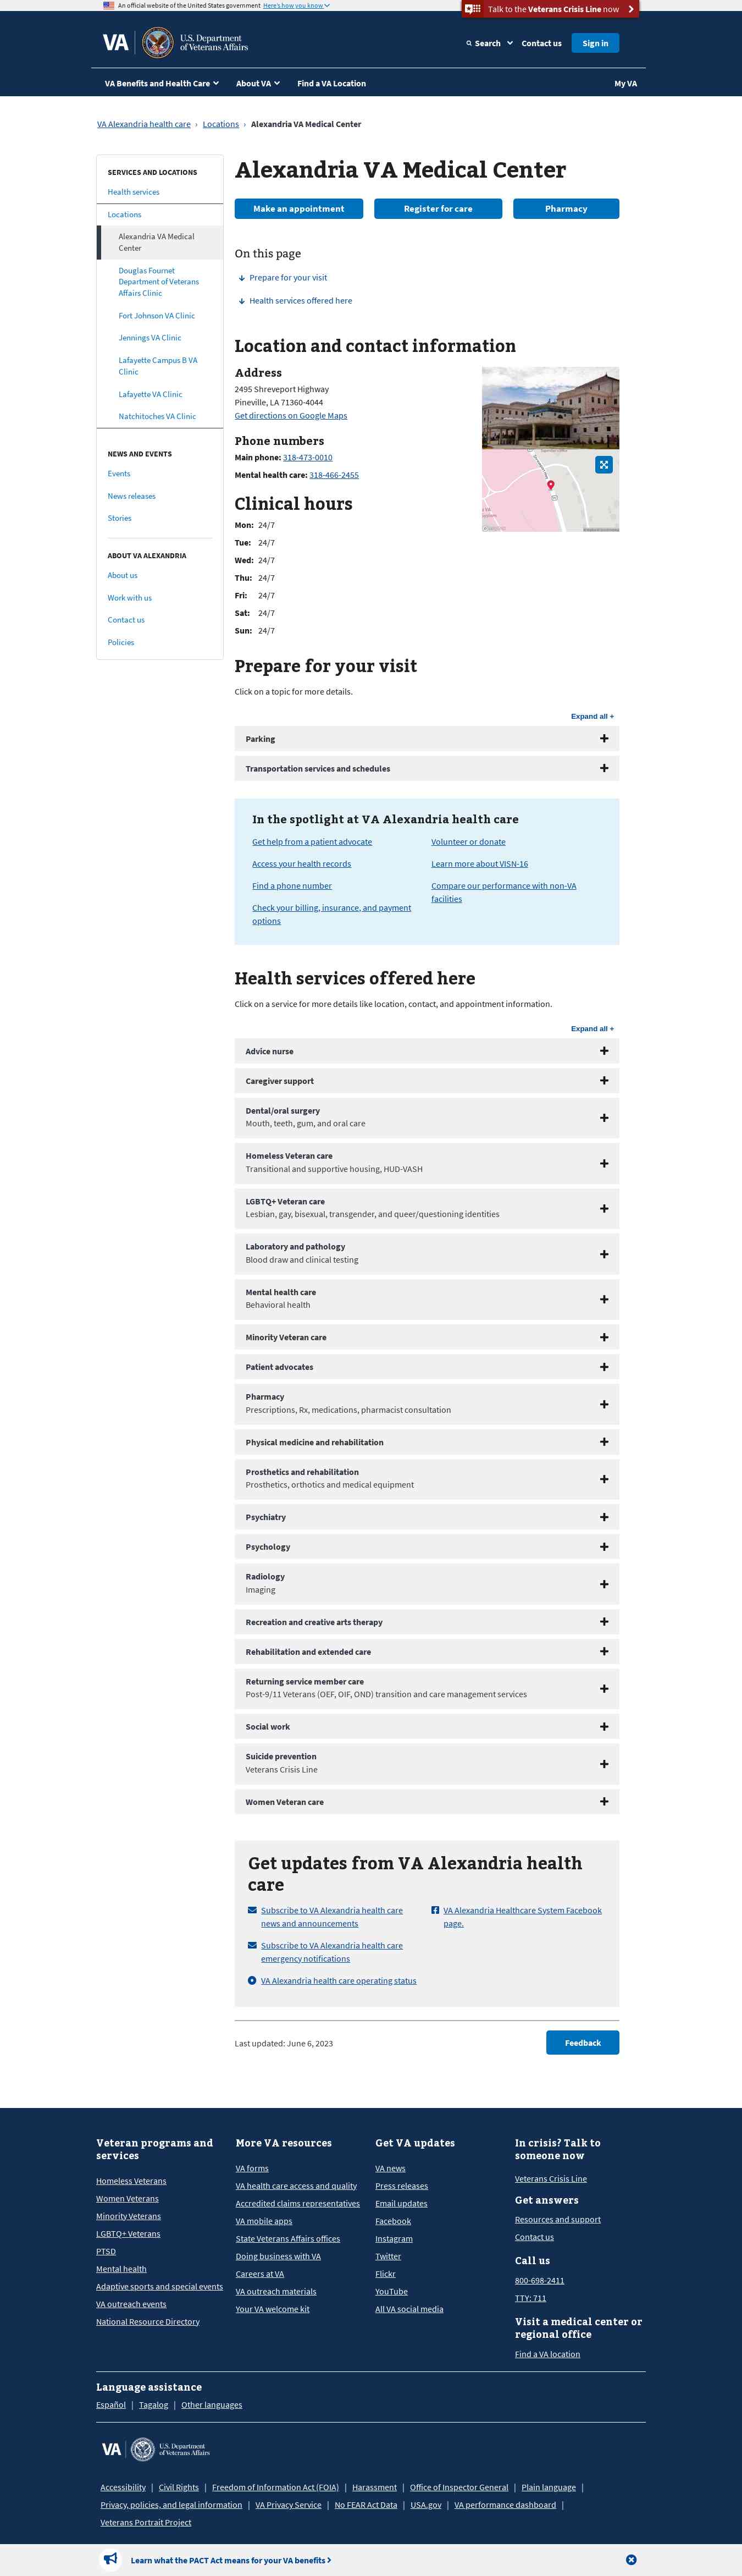 An official website of the United States government Here's how you know
Talk to the Veterans Crisis Line now
VA U.S. Department of Veterans Affairs
Search
Contact us
Sign in
VA Benefits and Health Care
About VA
Find a VA Location
My VA
VA Alexandria health care › Locations › Alexandria VA Medical Center
SERVICES AND LOCATIONS
Health services
Locations
Alexandria VA Medical
Center
Douglas Fournet
Department of Veterans
Affairs Clinic
Fort Johnson VA Clinic
Jennings VA Clinic
Lafayette Campus B VA
Clinic
Lafayette VA Clinic
Natchitoches VA Clinic
NEWS AND EVENTS
Events
News releases
Stories
ABOUT VA ALEXANDRIA
About us
Work with us
Contact us
Policies
Alexandria VA Medical Center
Make an appointment
Register for care
Pharmacy
On this page
Prepare for your visit
Health services offered here
Location and contact information
Address
2495 Shreveport Highway
Pineville, LA 71360-4044
Get directions on Google Maps
Phone numbers
Main phone: 318-473-0010
Mental health care: 318-466-2455
Clinical hours
Mon: 24/7
Tue: 24/7
Wed: 24/7
Thu: 24/7
Fri: 24/7
Sat: 24/7
Sun: 24/7
Prepare for your visit
Click on a topic for more details.
Expand all +
Parking
Transportation services and schedules
In the spotlight at VA Alexandria health care
Get help from a patient advocate
Access your health records
Find a phone number
Check your billing, insurance, and payment
options
Volunteer or donate
Learn more about VISN-16
Compare our performance with non-VA
facilities
Health services offered here
Click on a service for more details like location, contact, and appointment information.
Expand all +
Advice nurse
Caregiver support
Dental/oral surgery
Mouth, teeth, gum, and oral care
Homeless Veteran care
Transitional and supportive housing, HUD-VASH
LGBTQ+ Veteran care
Lesbian, gay, bisexual, transgender, and queer/questioning identities
Laboratory and pathology
Blood draw and clinical testing
Mental health care
Behavioral health
Minority Veteran care
Patient advocates
Pharmacy
Prescriptions, Rx, medications, pharmacist consultation
Physical medicine and rehabilitation
Prosthetics and rehabilitation
Prosthetics, orthotics and medical equipment
Psychiatry
Psychology
Radiology
Imaging
Recreation and creative arts therapy
Rehabilitation and extended care
Returning service member care
Post-9/11 Veterans (OEF, OIF, OND) transition and care management services
Social work
Suicide prevention
Veterans Crisis Line
Women Veteran care
Get updates from VA Alexandria health
care
Subscribe to VA Alexandria health care
news and announcements
Subscribe to VA Alexandria health care
emergency notifications
VA Alexandria health care operating status
VA Alexandria Healthcare System Facebook
page.
Last updated: June 6, 2023
Feedback
Veteran programs and
services
Homeless Veterans
Women Veterans
Minority Veterans
LGBTQ+ Veterans
PTSD
Mental health
Adaptive sports and special events
VA outreach events
National Resource Directory
More VA resources
VA forms
VA health care access and quality
Accredited claims representatives
VA mobile apps
State Veterans Affairs offices
Doing business with VA
Careers at VA
VA outreach materials
Your VA welcome kit
Get VA updates
VA news
Press releases
Email updates
Facebook
Instagram
Twitter
Flickr
YouTube
All VA social media
In crisis? Talk to
someone now
Veterans Crisis Line
Get answers
Resources and support
Contact us
Call us
800-698-2411
TTY: 711
Visit a medical center or
regional office
Find a VA location
Language assistance
Español | Tagalog | Other languages
VA U.S. Department of Veterans Affairs
Accessibility | Civil Rights | Freedom of Information Act (FOIA) | Harassment | Office of Inspector General | Plain language |
Privacy, policies, and legal information | VA Privacy Service | No FEAR Act Data | USA.gov | VA performance dashboard |
Veterans Portrait Project
Learn what the PACT Act means for your VA benefits